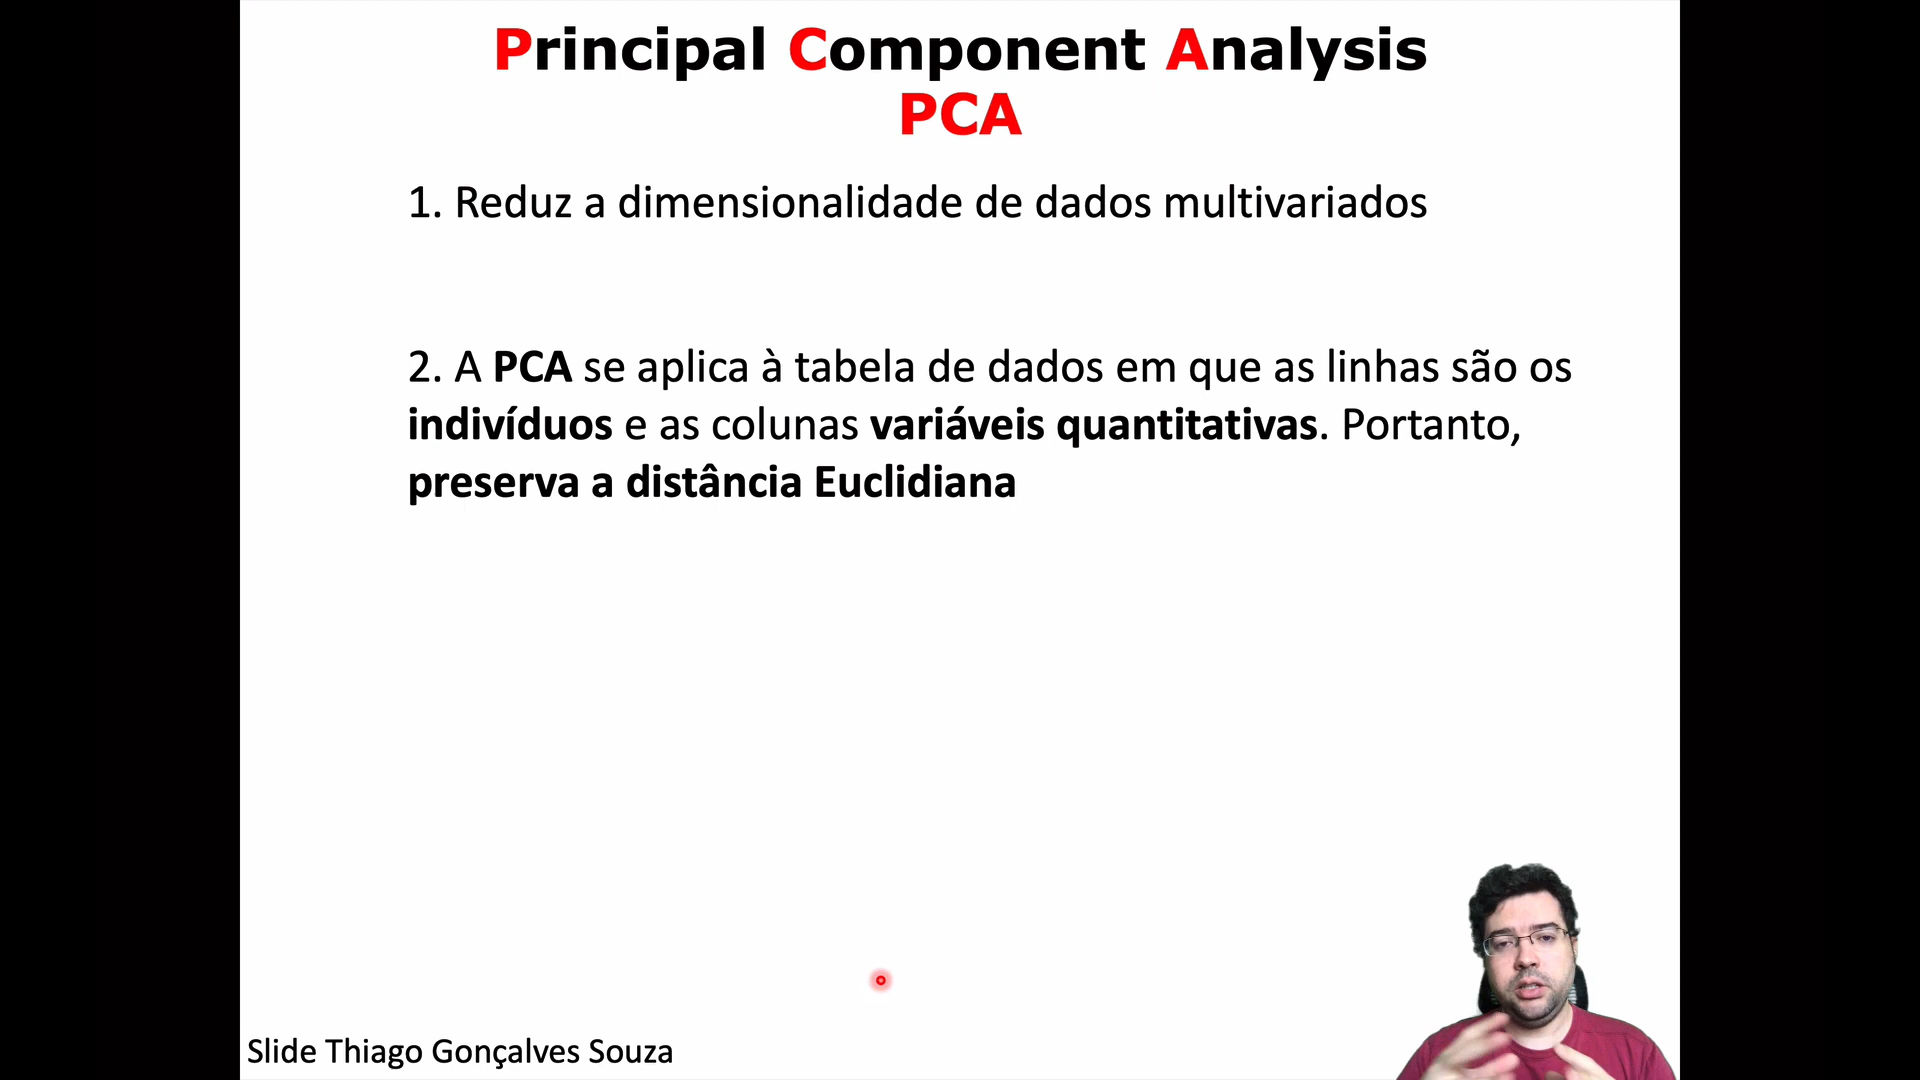 Principal Component Analysis
PCA
1. Reduz a dimensionalidade de dados multivariados
2. A PCA se aplica à tabela de dados em que as linhas são os
indivíduos e as colunas variáveis quantitativas. Portanto,
preserva a distância Euclidiana
Slide Thiago Gonçalves Souza